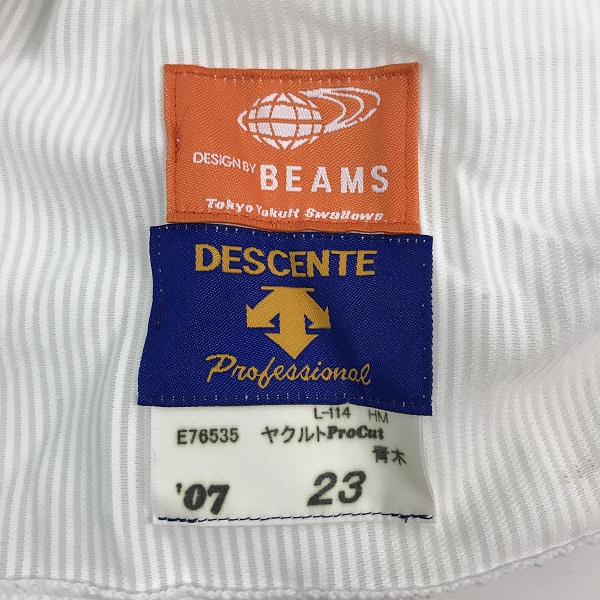 DESIGN BY BEAMS
Tokyo Yakult Swallows
DESCENTE
Professional
L-114 HM
E76535 ヤクルトProCut
青木
'07 23